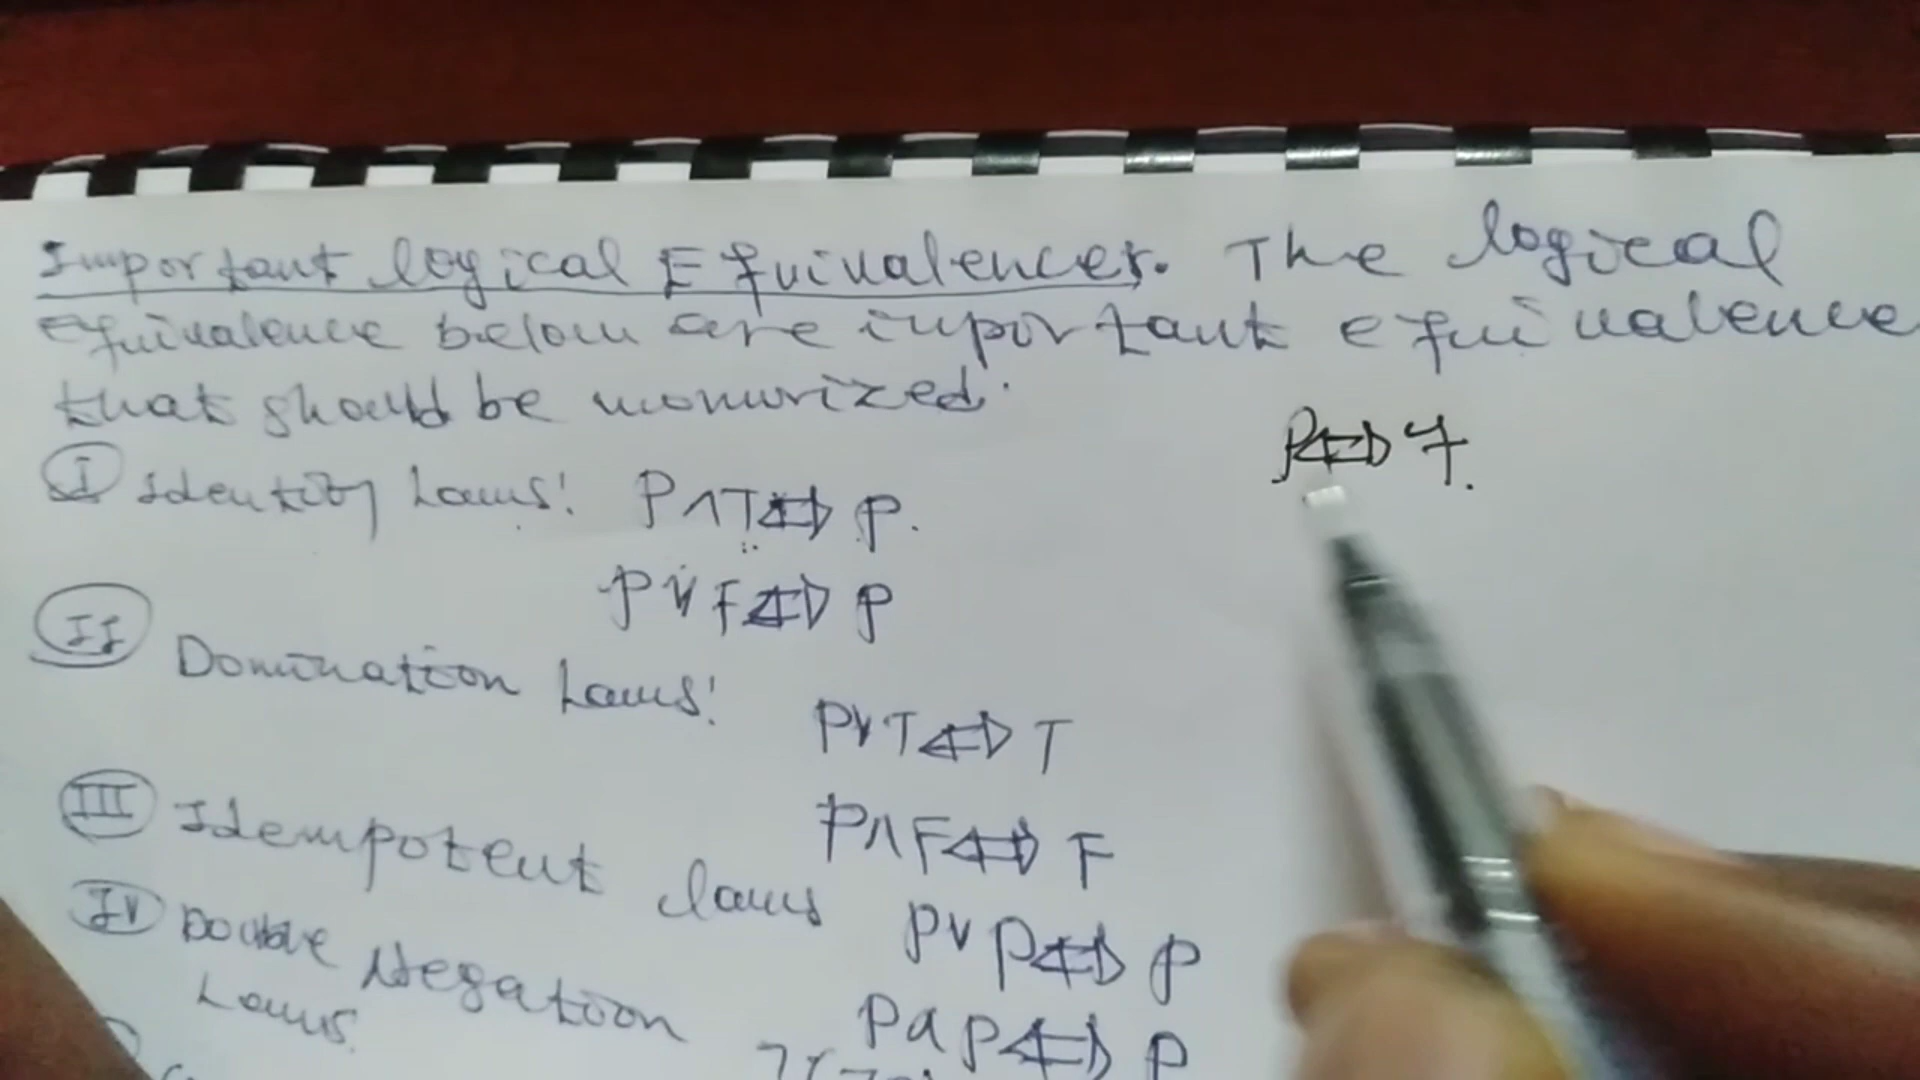 Important logical Equivalences. The logical
equivalence below are important equivalence
that should be momorized.
P ⇔ q.
I Identity Laws: P ∧ T ⇔ P.
P ∨ F ⇔ P
II Domination Laws:
P ∨ T ⇔ T
P ∧ F ⇔ F
III Idempotent laws
P ∨ P ⇔ P
P ∧ P ⇔ P
IV Double Negation
Laws